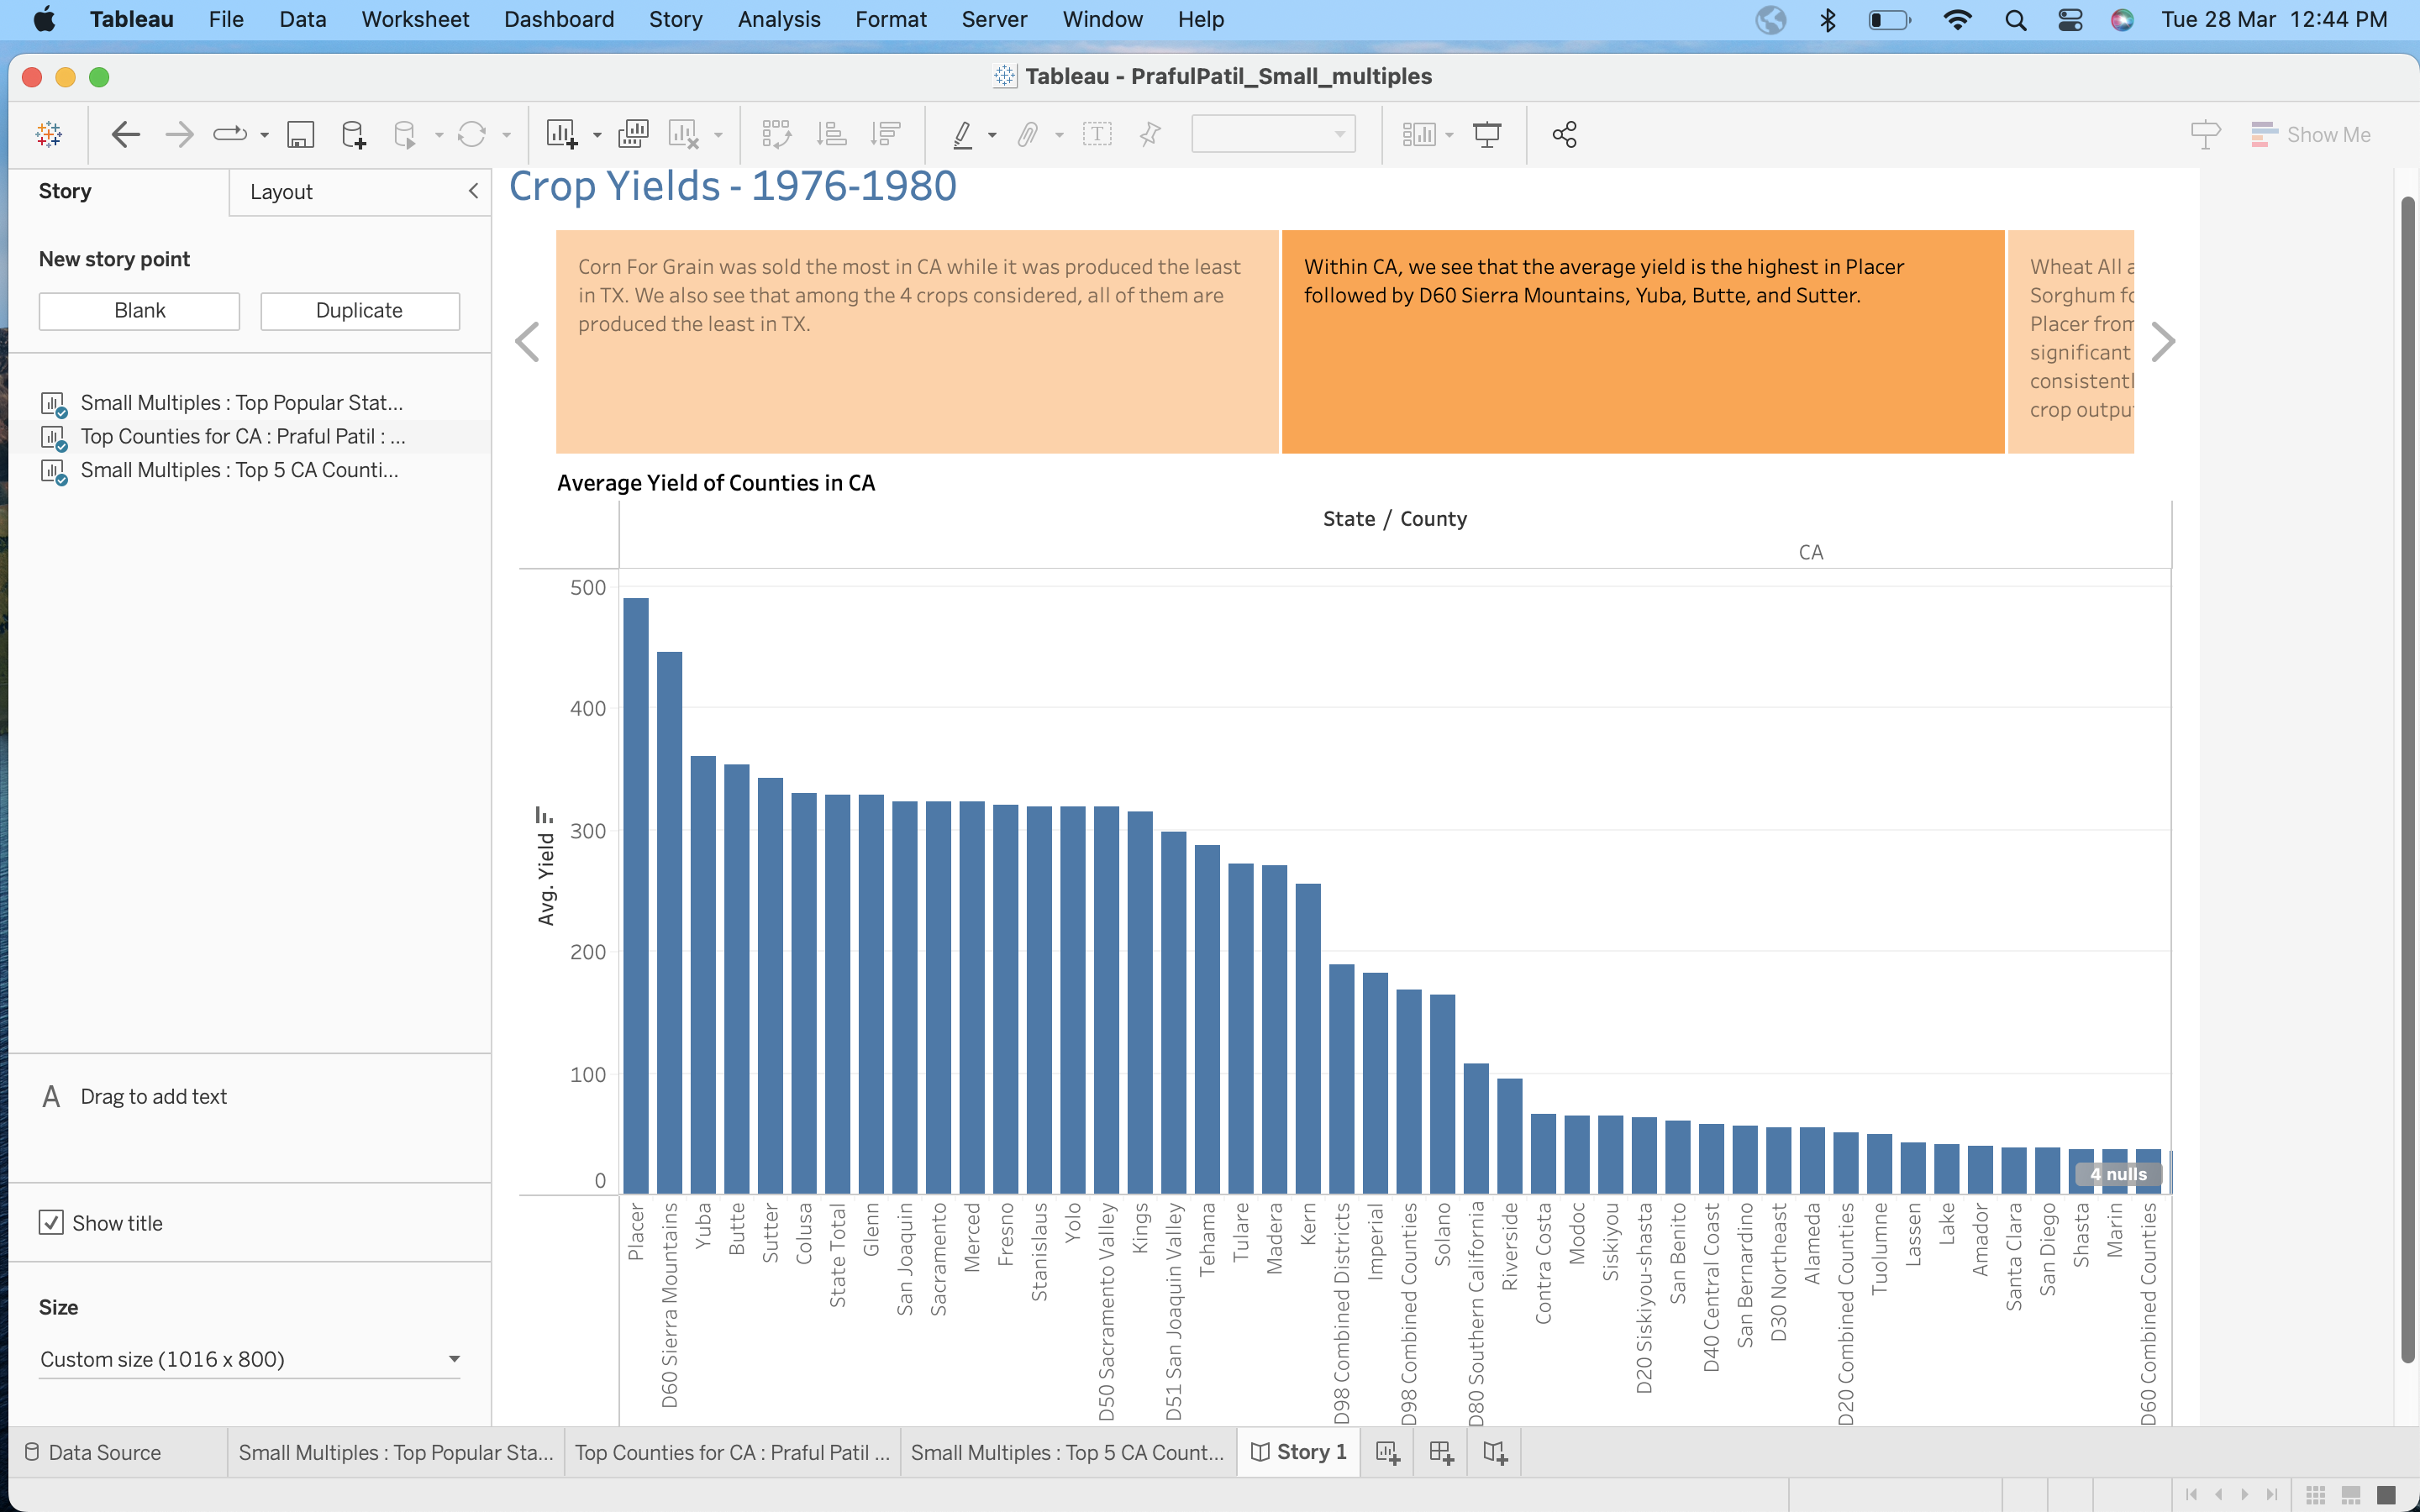 Tableau File Data Worksheet Dashboard Story Analysis Format Server Window Help Tue 28 Mar 12:44 PM
Tableau - PrafulPatil_Small_multiples
Show Me
Story Layout
New story point
Blank Duplicate
Small Multiples : Top Popular Stat...
Top Counties for CA : Praful Patil : ...
Small Multiples : Top 5 CA Counti...
A Drag to add text
Show title
Size
Custom size (1016 x 800)
Crop Yields - 1976-1980
Corn For Grain was sold the most in CA while it was produced the least
in TX. We also see that among the 4 crops considered, all of them are
produced the least in TX.
Within CA, we see that the average yield is the highest in Placer
followed by D60 Sierra Mountains, Yuba, Butte, and Sutter.
Wheat All
Sorghum
Placer from
significant
crop
Average Yield of Counties in CA
State / County
CA
Avg. Yield
500
400
300
200
100
0
4 nulls
Placer
D60 Sierra Mountains
Yuba
Butte
Sutter
Colusa
State Total
Glenn
San Joaquin
Sacramento
Merced
Fresno
Stanislaus
Yolo
D50 Sacramento Valley
Kings
D51 San Joaquin Valley
Tehama
Tulare
Madera
Kern
D98 Combined Districts
Imperial
D98 Combined Counties
Solano
D80 Southern California
Riverside
Contra Costa
Modoc
Siskiyou
D20 Siskiyou-shasta
San Benito
D40 Central Coast
San Bernardino
D30 Northeast
Alameda
D20 Combined Counties
Tuolumne
Lassen
Lake
Amador
Santa Clara
San Diego
Shasta
Marin
D60 Combined Counties
Data Source Small Multiples : Top Popular Sta... Top Counties for CA : Praful Patil ... Small Multiples : Top 5 CA Count... Story 1